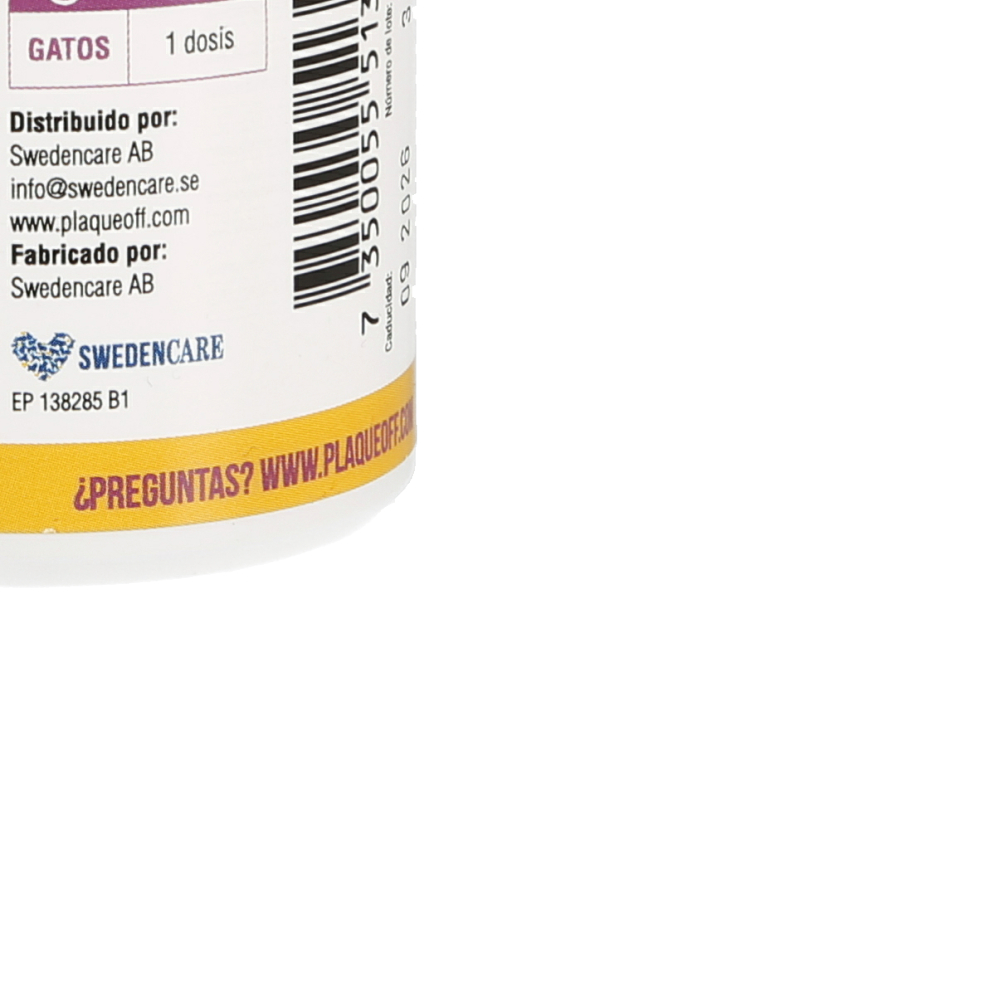 GATOS 1 dosis
Distribuido por:
Swedencare AB
info@swedencare.se
www.plaqueoff.com
Fabricado por:
Swedencare AB
SWEDENCARE
EP 138285 B1
¿PREGUNTAS? WWW.PLAQUEOFF.COM
7 350055 513
Número de lote:
Caducidad:
09 2026